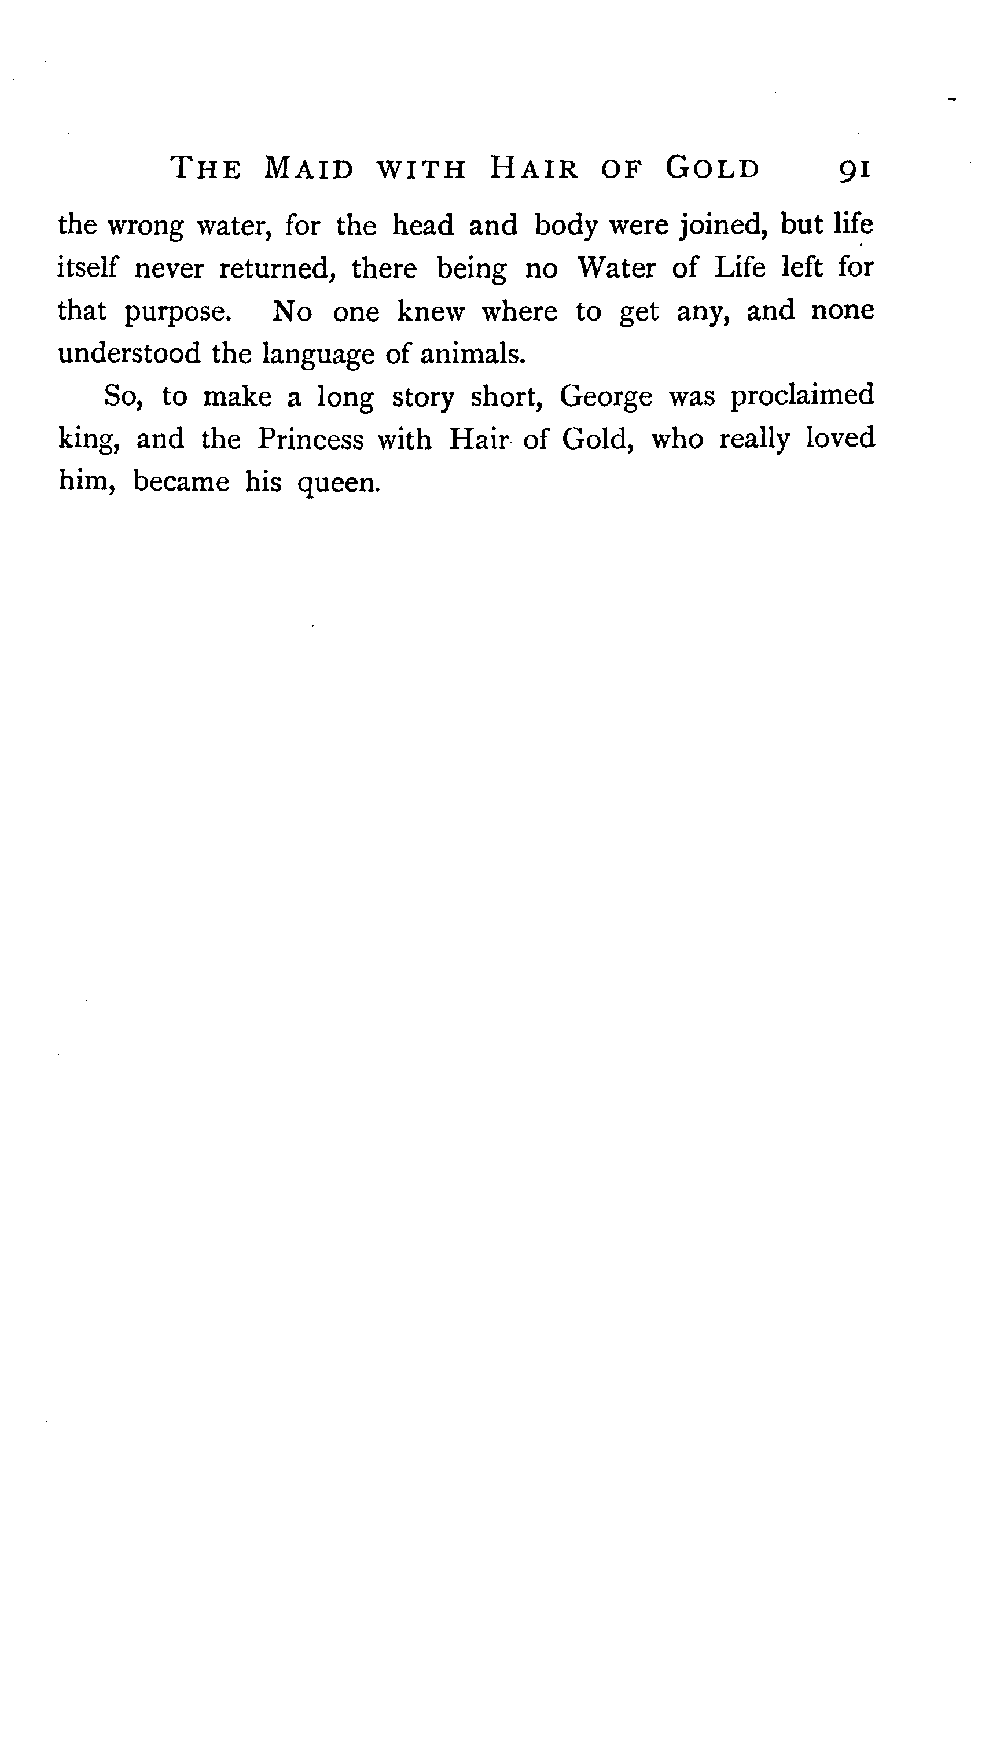 THE MAID WITH HAIR OF GOLD 91
the wrong water, for the head and body were joined, but life
itself never returned, there being no Water of Life left for
that purpose. No one knew where to get any, and none
understood the language of animals.
So, to make a long story short, George was proclaimed
king, and the Princess with Hair of Gold, who really loved
him, became his queen.